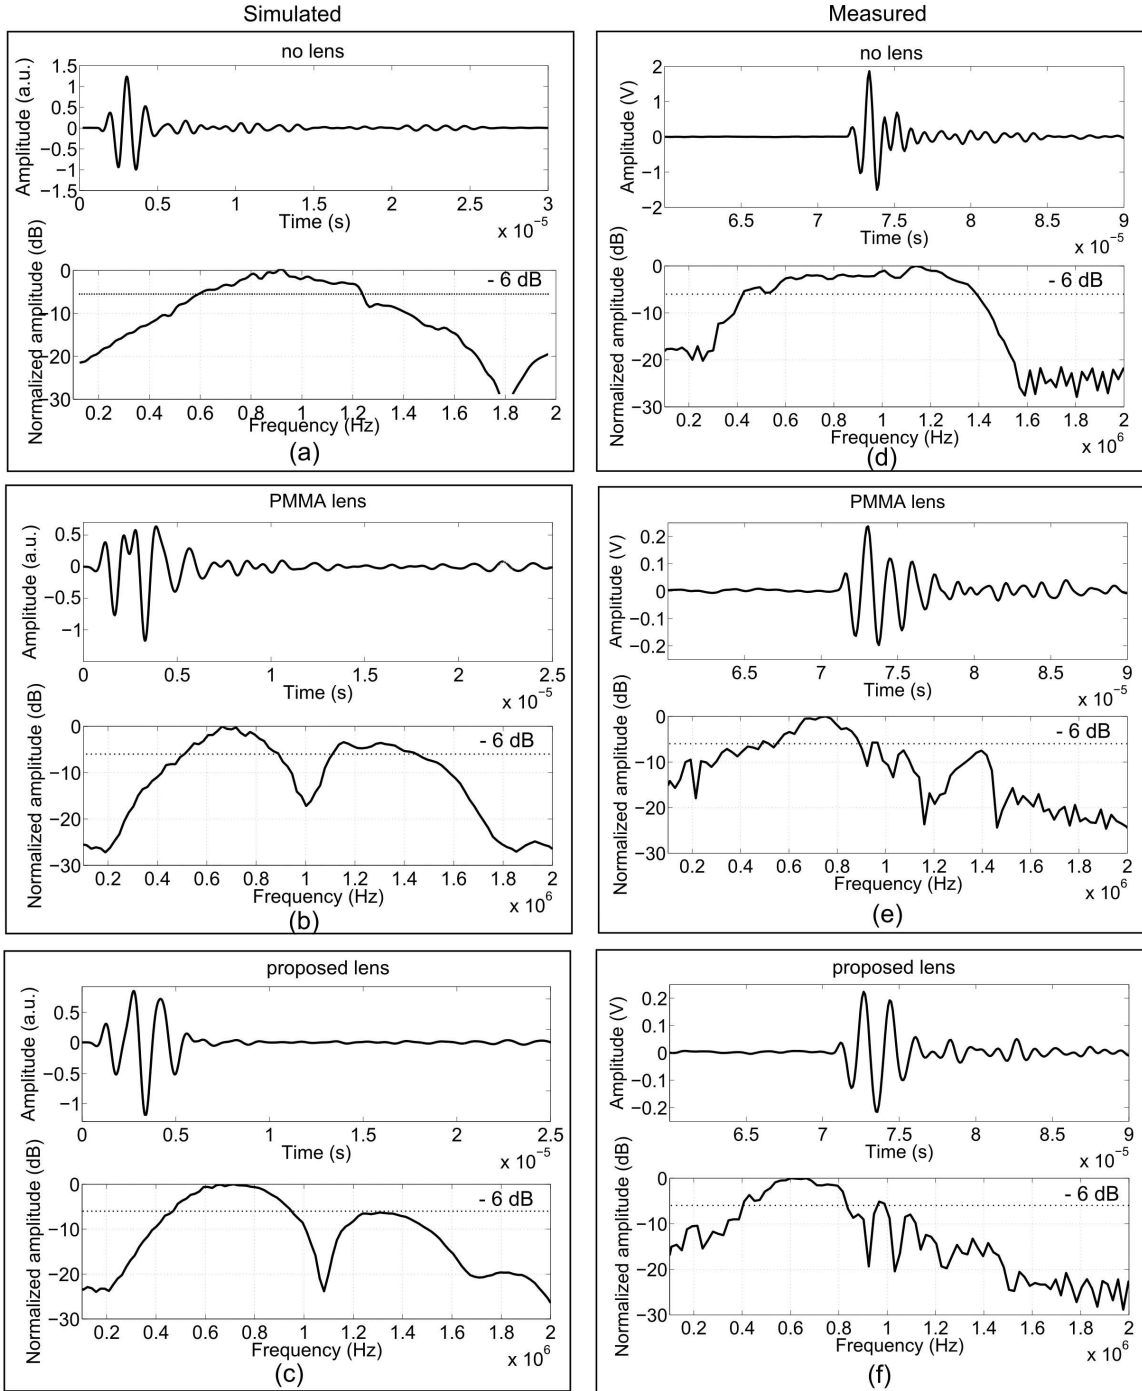 Simulated
Measured
no lens
Amplitude (a.u.)
1.5
1
0.5
0
−0.5
−1
−1.5
0 0.5 1 1.5 2 2.5 3
Time (s)
x 10⁻⁵
Normalized amplitude (dB)
0
−10
−20
−30
- 6 dB
0.2 0.4 0.6 0.8 1 1.2 1.4 1.6 1.8 2
Frequency (Hz)
(a)
no lens
Amplitude (V)
2
1
0
−1
−2
6.5 7 7.5 8 8.5 9
Time (s)
x 10⁻⁵
Normalized amplitude (dB)
0
−10
−20
−30
- 6 dB
0.2 0.4 0.6 0.8 1 1.2 1.4 1.6 1.8 2
Frequency (Hz)
x 10⁶
(d)
PMMA lens
Amplitude (a.u.)
0.5
0
−0.5
−1
0 0.5 1 1.5 2 2.5
Time (s)
x 10⁻⁵
Normalized amplitude (dB)
0
−10
−20
−30
- 6 dB
0.2 0.4 0.6 0.8 1 1.2 1.4 1.6 1.8 2
Frequency (Hz)
x 10⁶
(b)
PMMA lens
Amplitude (V)
0.2
0.1
0
−0.1
−0.2
6.5 7 7.5 8 8.5 9
Time (s)
x 10⁻⁵
Normalized amplitude (dB)
0
−10
−20
−30
- 6 dB
0.2 0.4 0.6 0.8 1 1.2 1.4 1.6 1.8 2
Frequency (Hz)
x 10⁶
(e)
proposed lens
Amplitude (a.u.)
0.5
0
−0.5
−1
0 0.5 1 1.5 2 2.5
Time (s)
x 10⁻⁵
Normalized amplitude (dB)
0
−10
−20
−30
- 6 dB
0.2 0.4 0.6 0.8 1 1.2 1.4 1.6 1.8 2
Frequency (Hz)
x 10⁶
(c)
proposed lens
Amplitude (V)
0.2
0.1
0
−0.1
−0.2
6.5 7 7.5 8 8.5 9
Time (s)
x 10⁻⁵
Normalized amplitude (dB)
0
−10
−20
−30
- 6 dB
0.2 0.4 0.6 0.8 1 1.2 1.4 1.6 1.8 2
Frequency (Hz)
x 10⁶
(f)